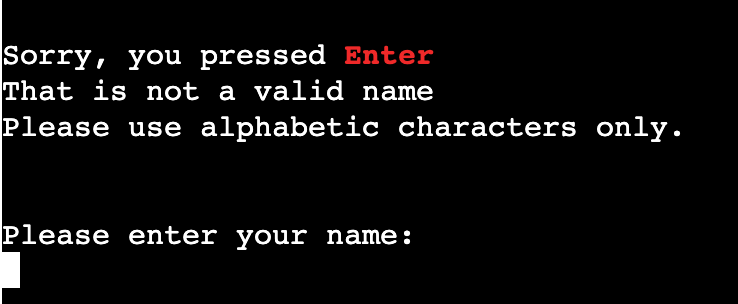 Sorry, you pressed Enter
That is not a valid name
Please use alphabetic characters only.
Please enter your name: